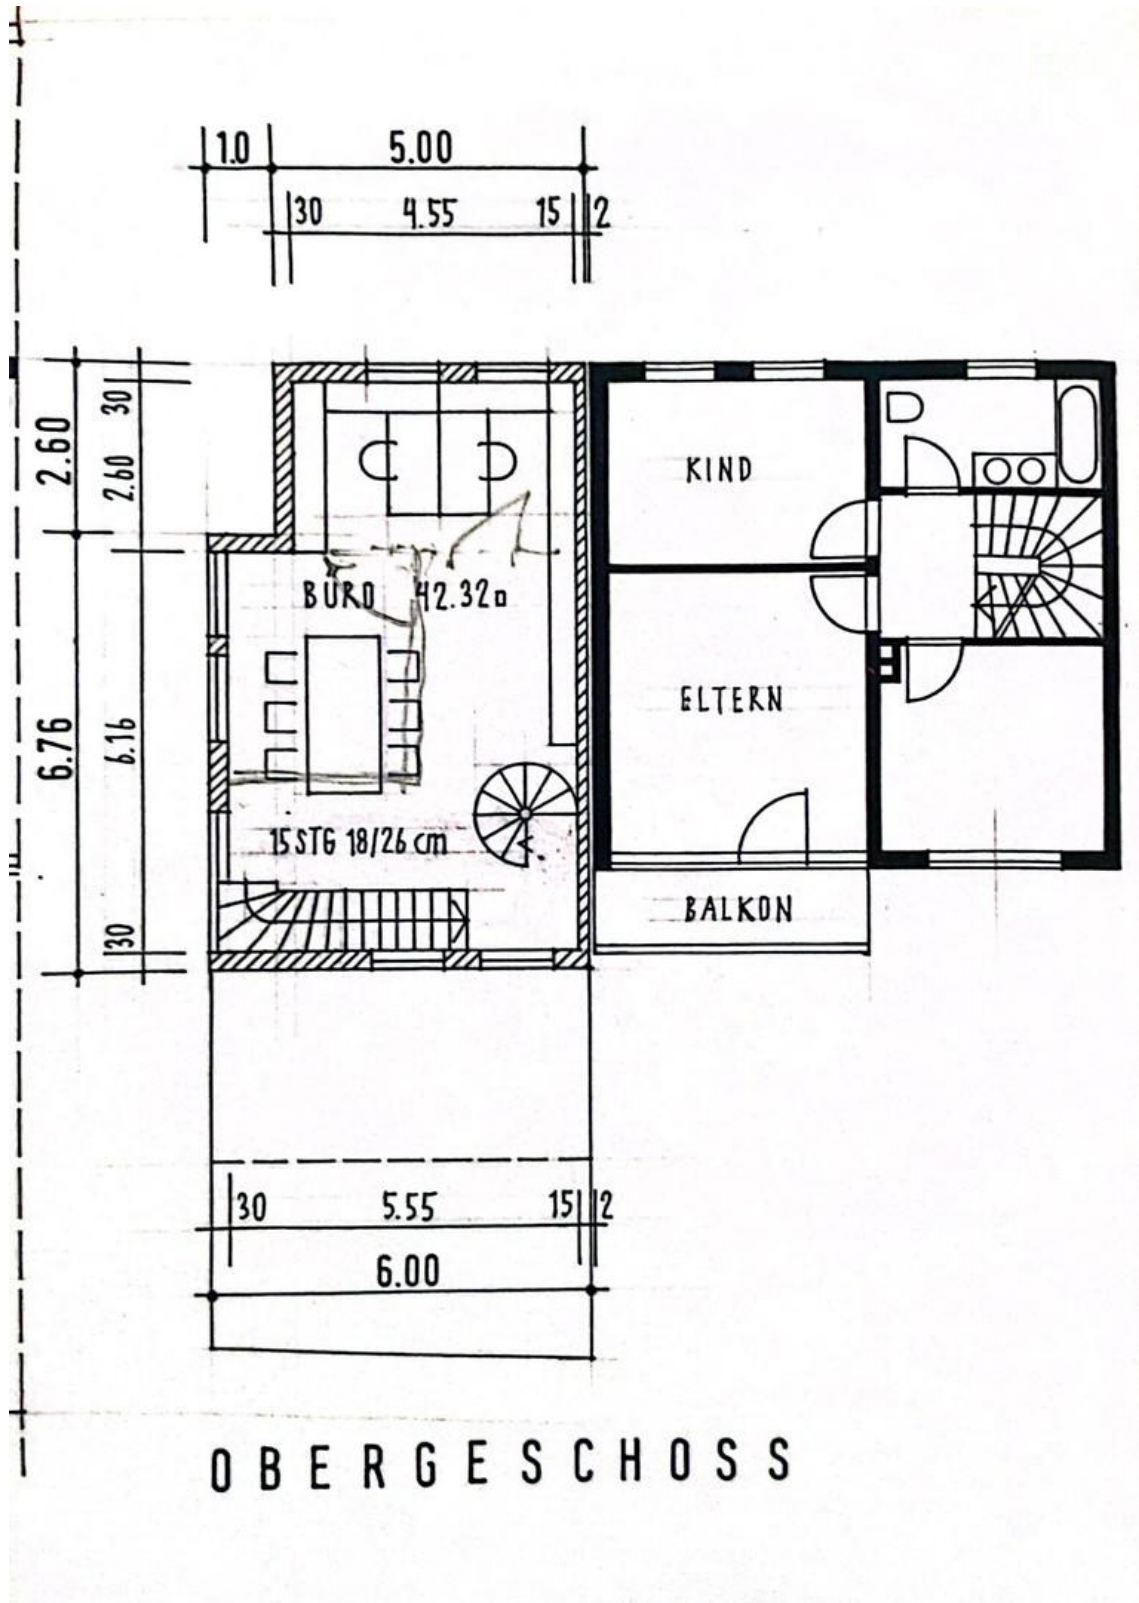 1.0 5.00
30 4.55 15 2
2.60
30
2.60
KIND
BÜRO 42.32
ELTERN
6.76
6.16
15 STG 18/26 cm
30
BALKON
30 5.55 15 2
6.00
OBERGESCHOSS